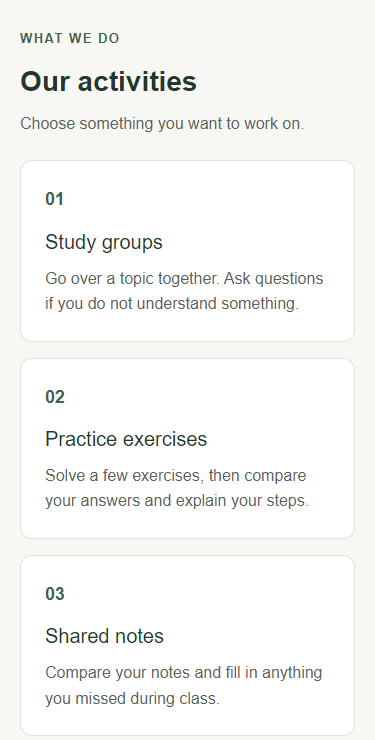 WHAT WE DO
Our activities
Choose something you want to work on.
01
Study groups
Go over a topic together. Ask questions
if you do not understand something.
02
Practice exercises
Solve a few exercises, then compare
your answers and explain your steps.
03
Shared notes
Compare your notes and fill in anything
you missed during class.